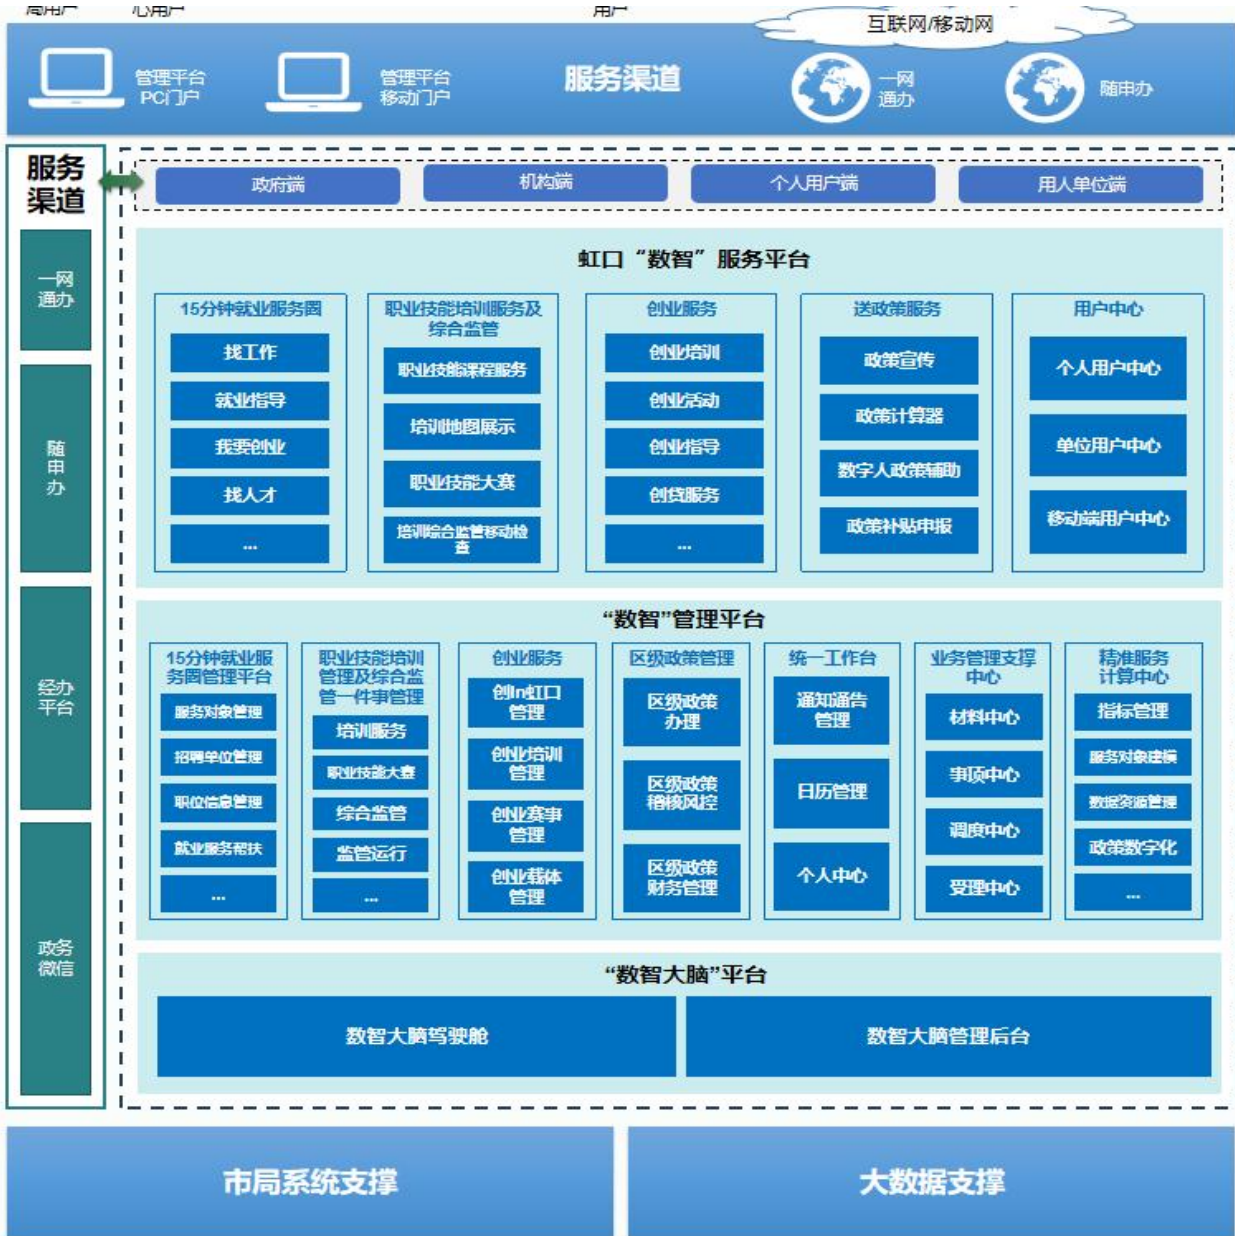 局用户
心用户
用户
互联网/移动网
管理平台
PC门户
管理平台
移动门户
服务渠道
一网
通办
随申办
服务
渠道
一网
通办
随
申
办
经办
平台
政务
微信
政府端
机构端
个人用户端
用人单位端
虹口“数智”服务平台
15分钟就业服务圈
找工作
就业指导
我要创业
找人才
...
职业技能培训服务及
综合监管
职业技能课程服务
培训地图展示
职业技能大赛
培训综合监管移动检
查
创业服务
创业培训
创业活动
创业指导
创贷服务
...
送政策服务
政策宣传
政策计算器
数字人政策辅助
政策补贴申报
用户中心
个人用户中心
单位用户中心
移动端用户中心
“数智”管理平台
15分钟就业服
务圈管理平台
服务对象管理
招聘单位管理
职位信息管理
就业服务帮扶
...
职业技能培训
管理及综合监
管一件事管理
培训服务
职业技能大赛
综合监管
监管运行
...
创业服务
创In虹口
管理
创业培训
管理
创业赛事
管理
创业载体
管理
区级政策管理
区级政策
办理
区级政策
稽核风控
区级政策
财务管理
统一工作台
通知通告
管理
日历管理
个人中心
业务管理支撑
中心
材料中心
事项中心
调度中心
受理中心
精准服务
计算中心
指标管理
服务对象建模
数据资源管理
政策数字化
...
“数智大脑”平台
数智大脑驾驶舱
数智大脑管理后台
市局系统支撑
大数据支撑